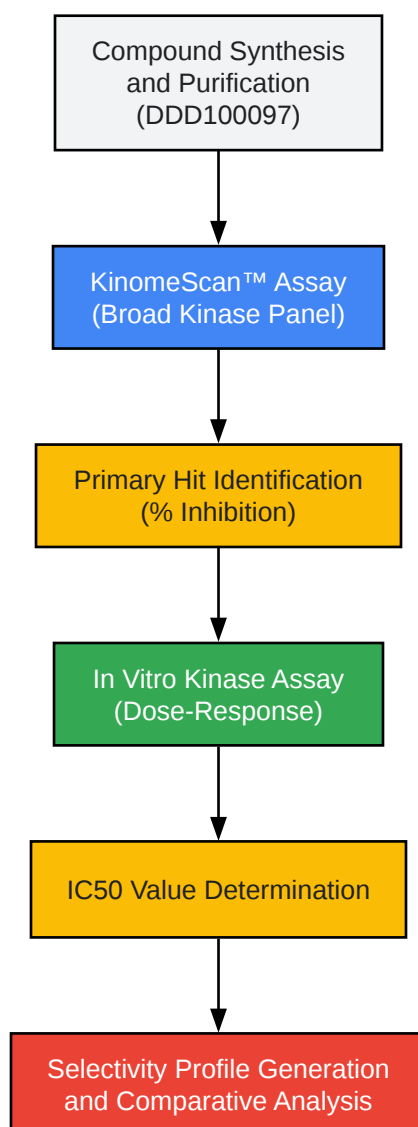 Compound Synthesis
and Purification
(DDD100097)
KinomeScan™ Assay
(Broad Kinase Panel)
Primary Hit Identification
(% Inhibition)
In Vitro Kinase Assay
(Dose-Response)
IC50 Value Determination
Selectivity Profile Generation
and Comparative Analysis